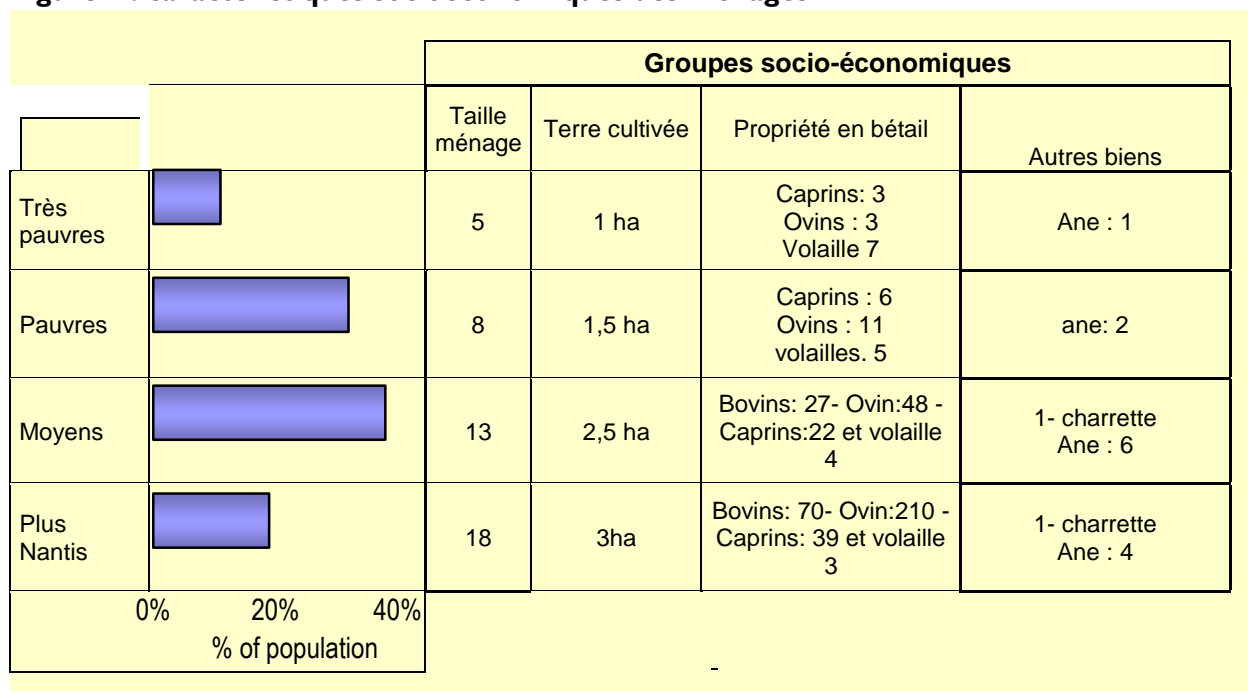 Groupes socio-économiques
Taille
ménage
Terre cultivée
Propriété en bétail
Autres biens
Très
pauvres
5
1 ha
Caprins: 3
Ovins : 3
Volaille 7
Ane : 1
Pauvres
8
1,5 ha
Caprins : 6
Ovins : 11
volailles. 5
ane: 2
Moyens
13
2,5 ha
Bovins: 27- Ovin:48 -
Caprins:22 et volaille
4
1- charrette
Ane : 6
Plus
Nantis
18
3ha
Bovins: 70- Ovin:210 -
Caprins: 39 et volaille
3
1- charrette
Ane : 4
0% 20% 40%
% of population
-